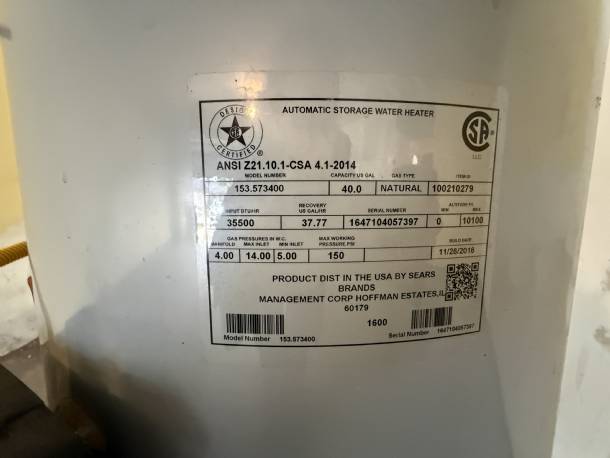 DESIGN CERTIFIED ®
AUTOMATIC STORAGE WATER HEATER
CSA
ANSI Z21.10.1-CSA 4.1-2014
MODEL NUMBER CAPACITY US GAL GAS TYPE ITEM ID
153.573400 40.0 NATURAL 100210279
INPUT BTU/HR RECOVERY US GAL/HR SERIAL NUMBER ALTITUDE Ft. MIN MAX
35500 37.77 1647104057397 0 10100
GAS PRESSURES IN W.C. MAX WORKING BUILD DATE
MANIFOLD MAX INLET MIN INLET PRESSURE PSI
4.00 14.00 5.00 150 11/28/2016
PRODUCT DIST IN THE USA BY SEARS
BRANDS
MANAGEMENT CORP HOFFMAN ESTATES,IL
60179
1600
Model Number 153.573400 Serial Number 1647104057397